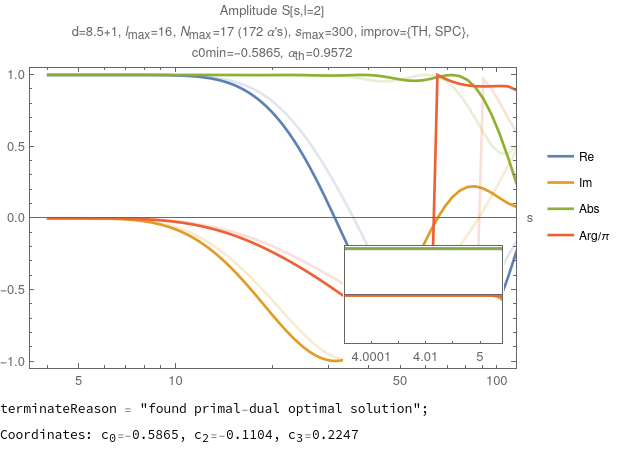 Amplitude S[s,l=2]
d=8.5+1, lmax=16, Nmax=17 (172 α's), smax=300, improv={TH, SPC},
c0min=−0.5865, αth=0.9572
1.0
0.5
0.0
−0.5
−1.0
s
Re
Im
Abs
Arg/π
4.0001 4.01 5
5 10 50 100
terminateReason = "found primal-dual optimal solution";
Coordinates: c0=-0.5865, c2=-0.1104, c3=0.2247